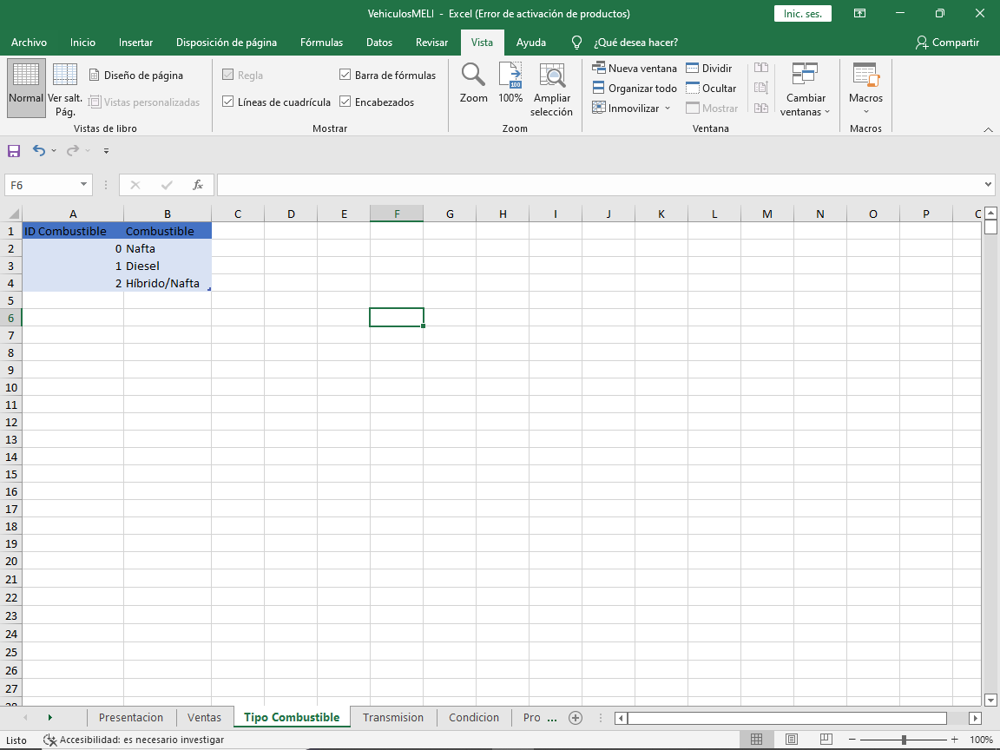 VehiculosMELI - Excel (Error de activación de productos)
Inic. ses.
Archivo Inicio Insertar Disposición de página Fórmulas Datos Revisar Vista Ayuda ¿Qué desea hacer? Compartir
Normal
Ver salt. Pág.
Diseño de página
Vistas personalizadas
Vistas de libro
Regla
Barra de fórmulas
Líneas de cuadrícula
Encabezados
Mostrar
Zoom
100
100%
Ampliar selección
Zoom
Nueva ventana
Organizar todo
Inmovilizar
Dividir
Ocultar
Mostrar
Cambiar ventanas
Ventana
Macros
Macros
F6
fx
A B C D E F G H I J K L M N O P
1 ID Combustible Combustible
2 0 Nafta
3 1 Diesel
4 2 Híbrido/Nafta
5
6
7
8
9
10
11
12
13
14
15
16
17
18
19
20
21
22
23
24
25
26
27
28
Presentacion Ventas Tipo Combustible Transmision Condicion Pro ...
Listo Accesibilidad: es necesario investigar 100%